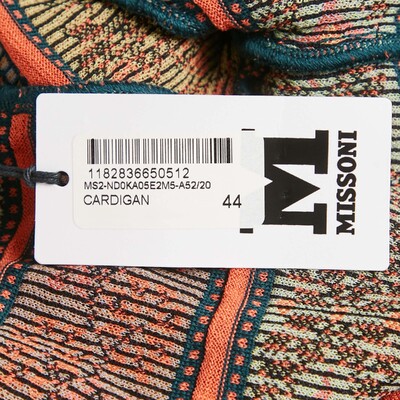 1182836650512
MS2-ND0KA05E2M5-A52/20
CARDIGAN 44
M
MISSONI